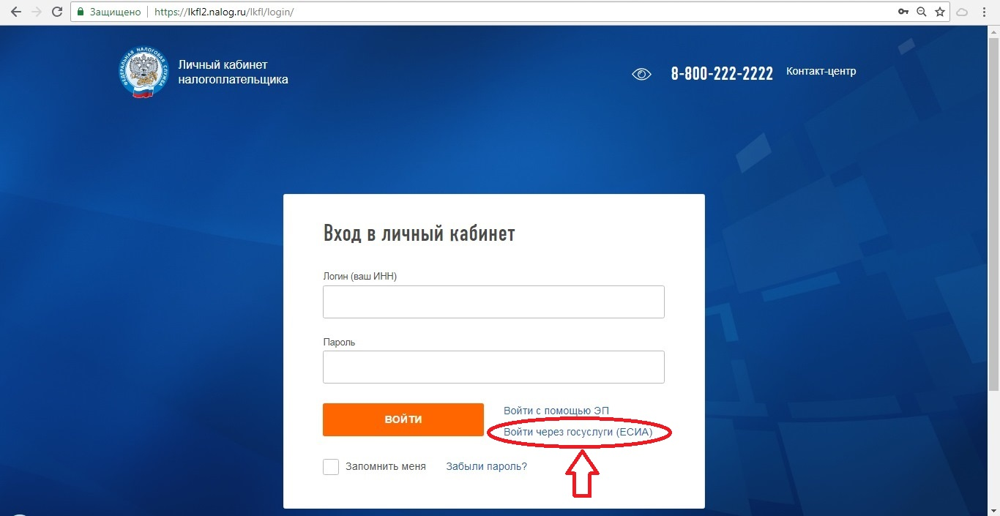 Защищено
https://lkfl2.nalog.ru/lkfl/login/
ФЕДЕРАЛЬНАЯ НАЛОГОВАЯ СЛУЖБА
Личный кабинет
налогоплательщика
8-800-222-2222
Контакт-центр
Вход в личный кабинет
Логин (ваш ИНН)
Пароль
ВОЙТИ
Войти с помощью ЭП
Войти через госуслуги (ЕСИА)
Запомнить меня
Забыли пароль?